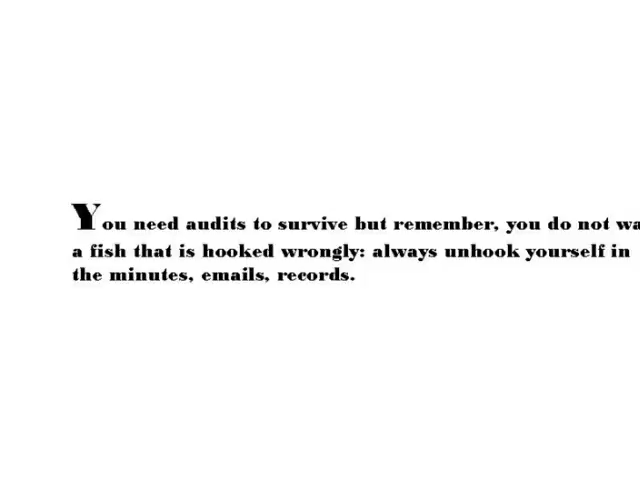 You need audits to survive but remember, you do not wa
a fish that is hooked wrongly: always unhook yourself in
the minutes, emails, records.